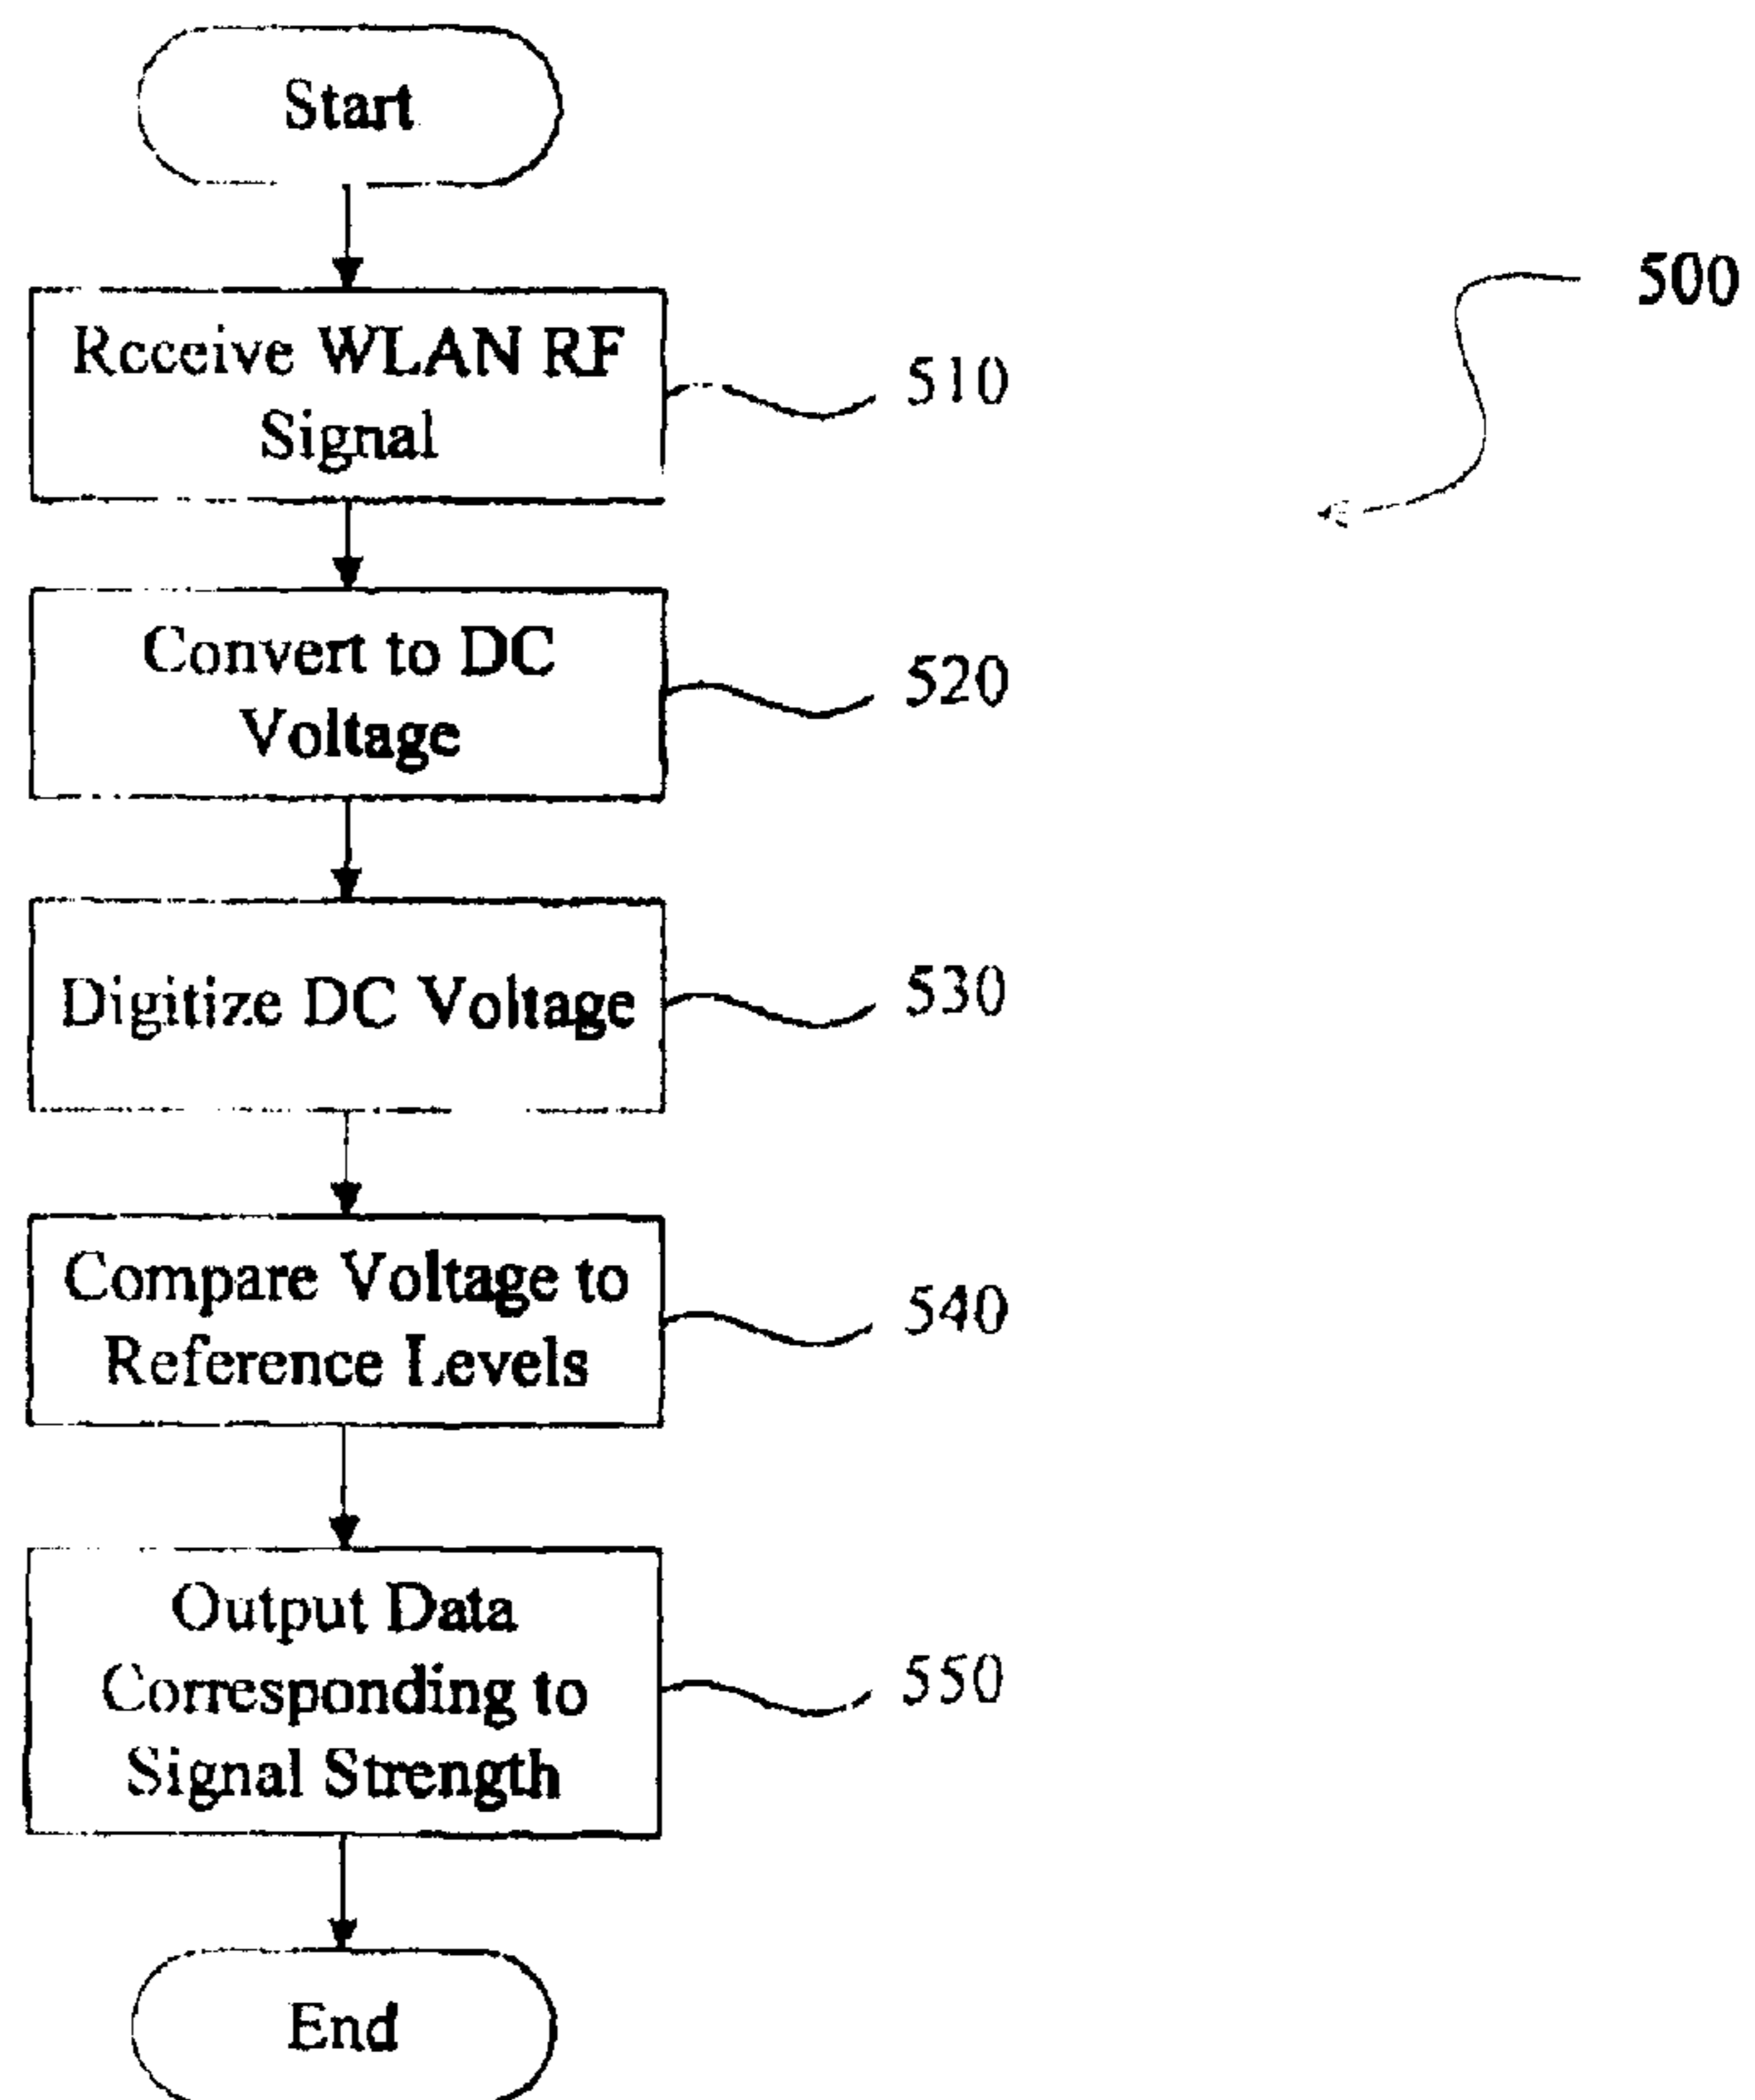 Start
500
Receive WLAN RF
Signal
510
Convert to DC
Voltage
520
Digitize DC Voltage
530
Compare Voltage to
Reference Levels
540
Output Data
Corresponding to
Signal Strength
550
End